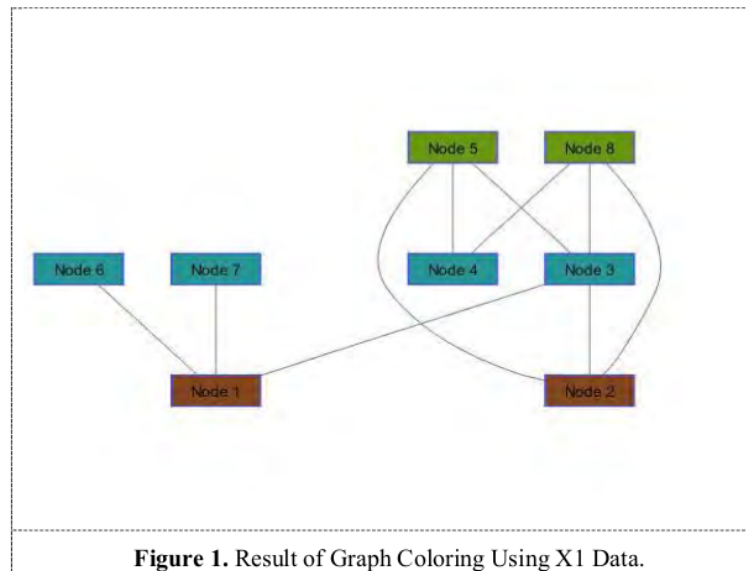 Node 5
Node 8
Node 6
Node 7
Node 4
Node 3
Node 1
Node 2
Figure 1. Result of Graph Coloring Using X1 Data.